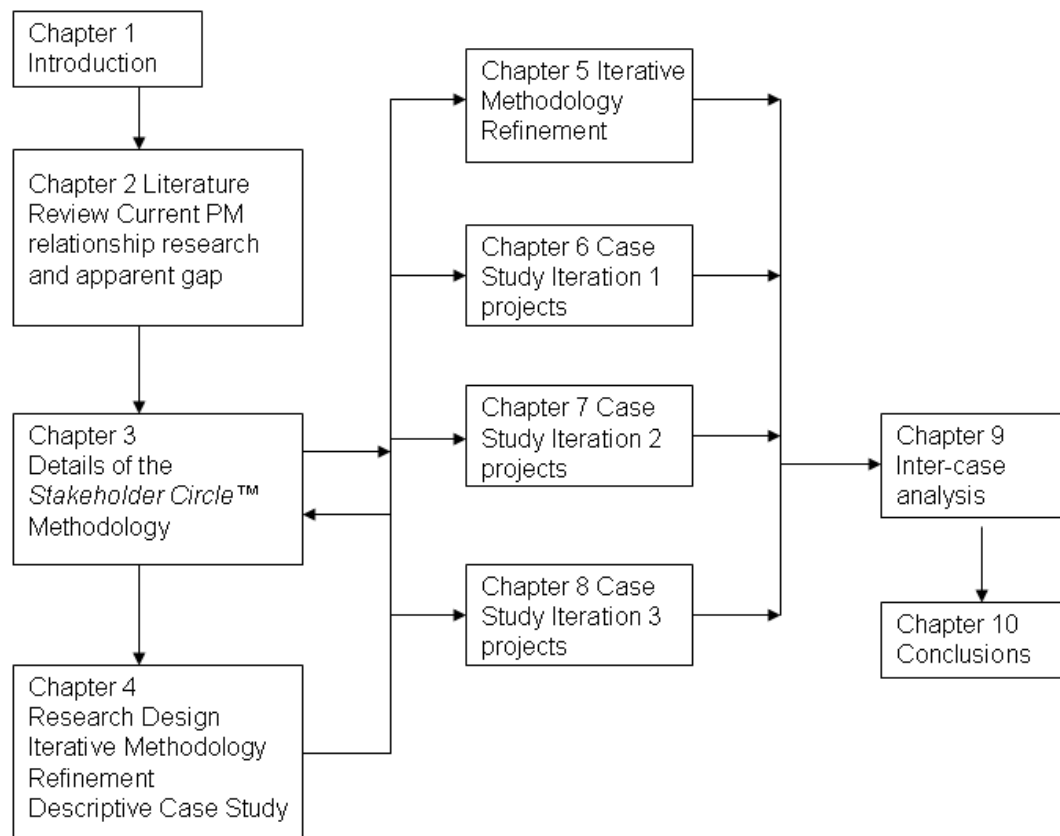 Chapter 1
Introduction
Chapter 2 Literature
Review Current PM
relationship research
and apparent gap
Chapter 3
Details of the
Stakeholder Circle™
Methodology
Chapter 4
Research Design
Iterative Methodology
Refinement
Descriptive Case Study
Chapter 5 Iterative
Methodology
Refinement
Chapter 6 Case
Study Iteration 1
projects
Chapter 7 Case
Study Iteration 2
projects
Chapter 8 Case
Study Iteration 3
projects
Chapter 9
Inter-case
analysis
Chapter 10
Conclusions